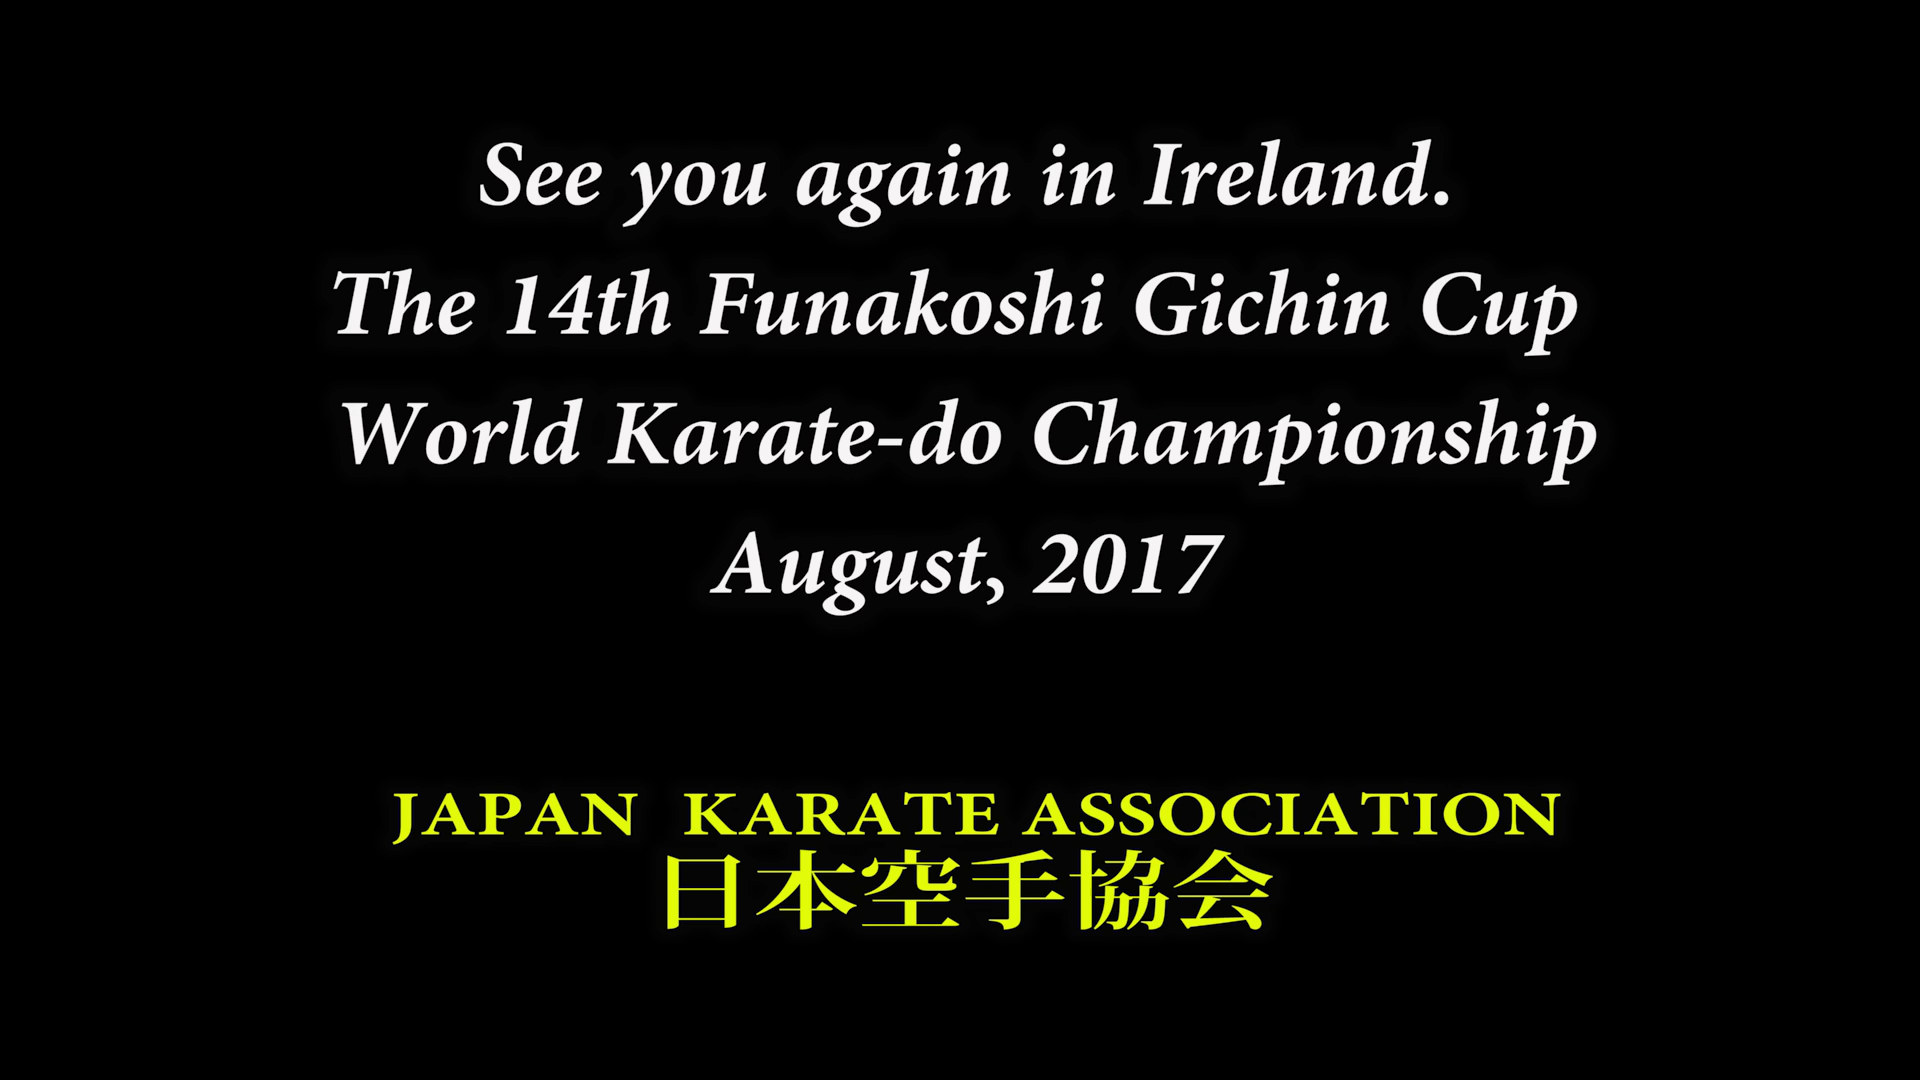 See you again in Ireland.
The 14th Funakoshi Gichin Cup
World Karate-do Championship
August, 2017
JAPAN KARATE ASSOCIATION
日本空手協会